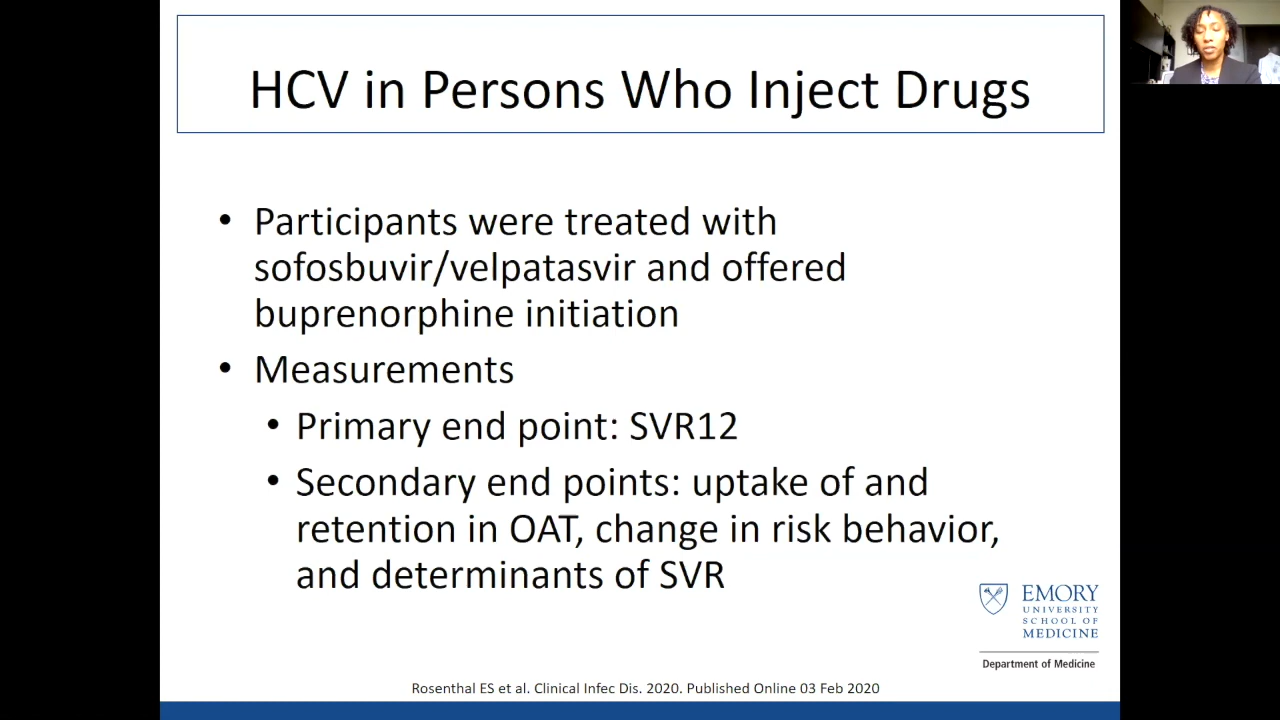 HCV in Persons Who Inject Drugs
• Participants were treated with
sofosbuvir/velpatasvir and offered
buprenorphine initiation
• Measurements
• Primary end point: SVR12
• Secondary end points: uptake of and
retention in OAT, change in risk behavior,
and determinants of SVR
EMORY
UNIVERSITY
SCHOOL OF
MEDICINE
Department of Medicine
Rosenthal ES et al. Clinical Infec Dis. 2020. Published Online 03 Feb 2020